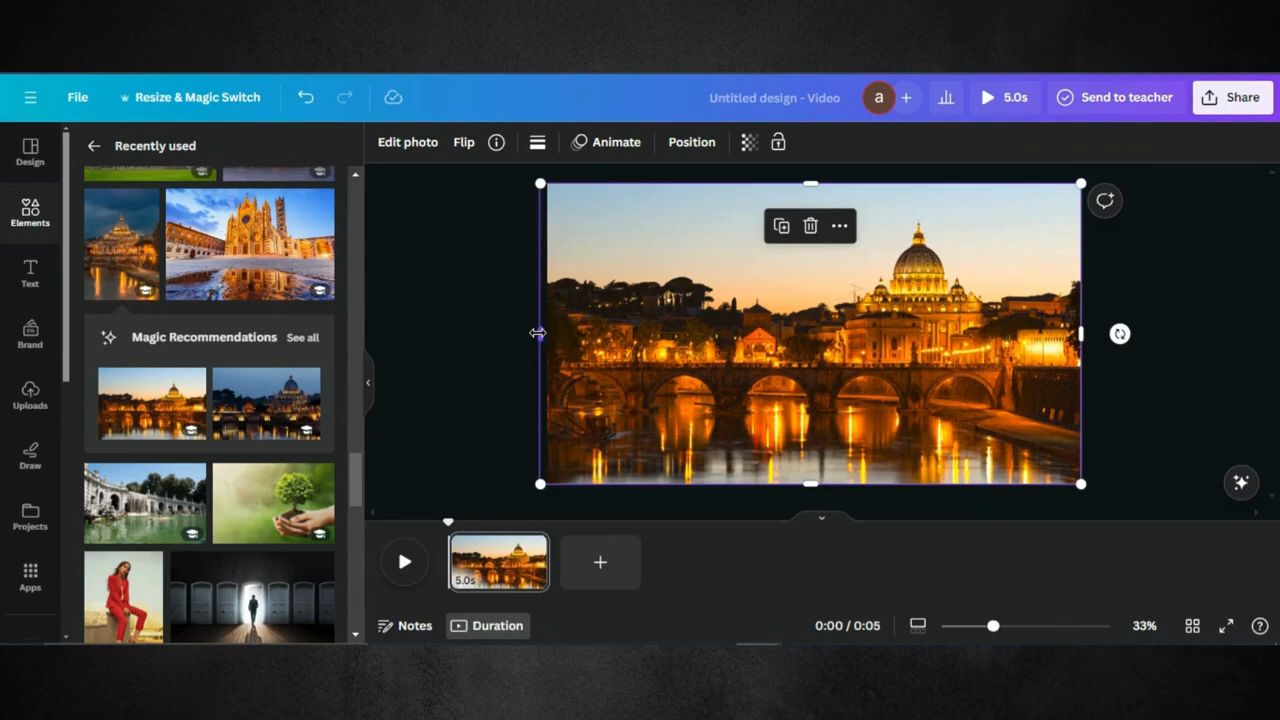 File
Resize & Magic Switch
Untitled design - Video
a
+
5.0s
Send to teacher
Share
Design
Elements
Text
Brand
Uploads
Draw
Projects
Apps
Recently used
Magic Recommendations
See all
Edit photo
Flip
Animate
Position
5.0s
+
Notes
Duration
0:00 / 0:05
33%